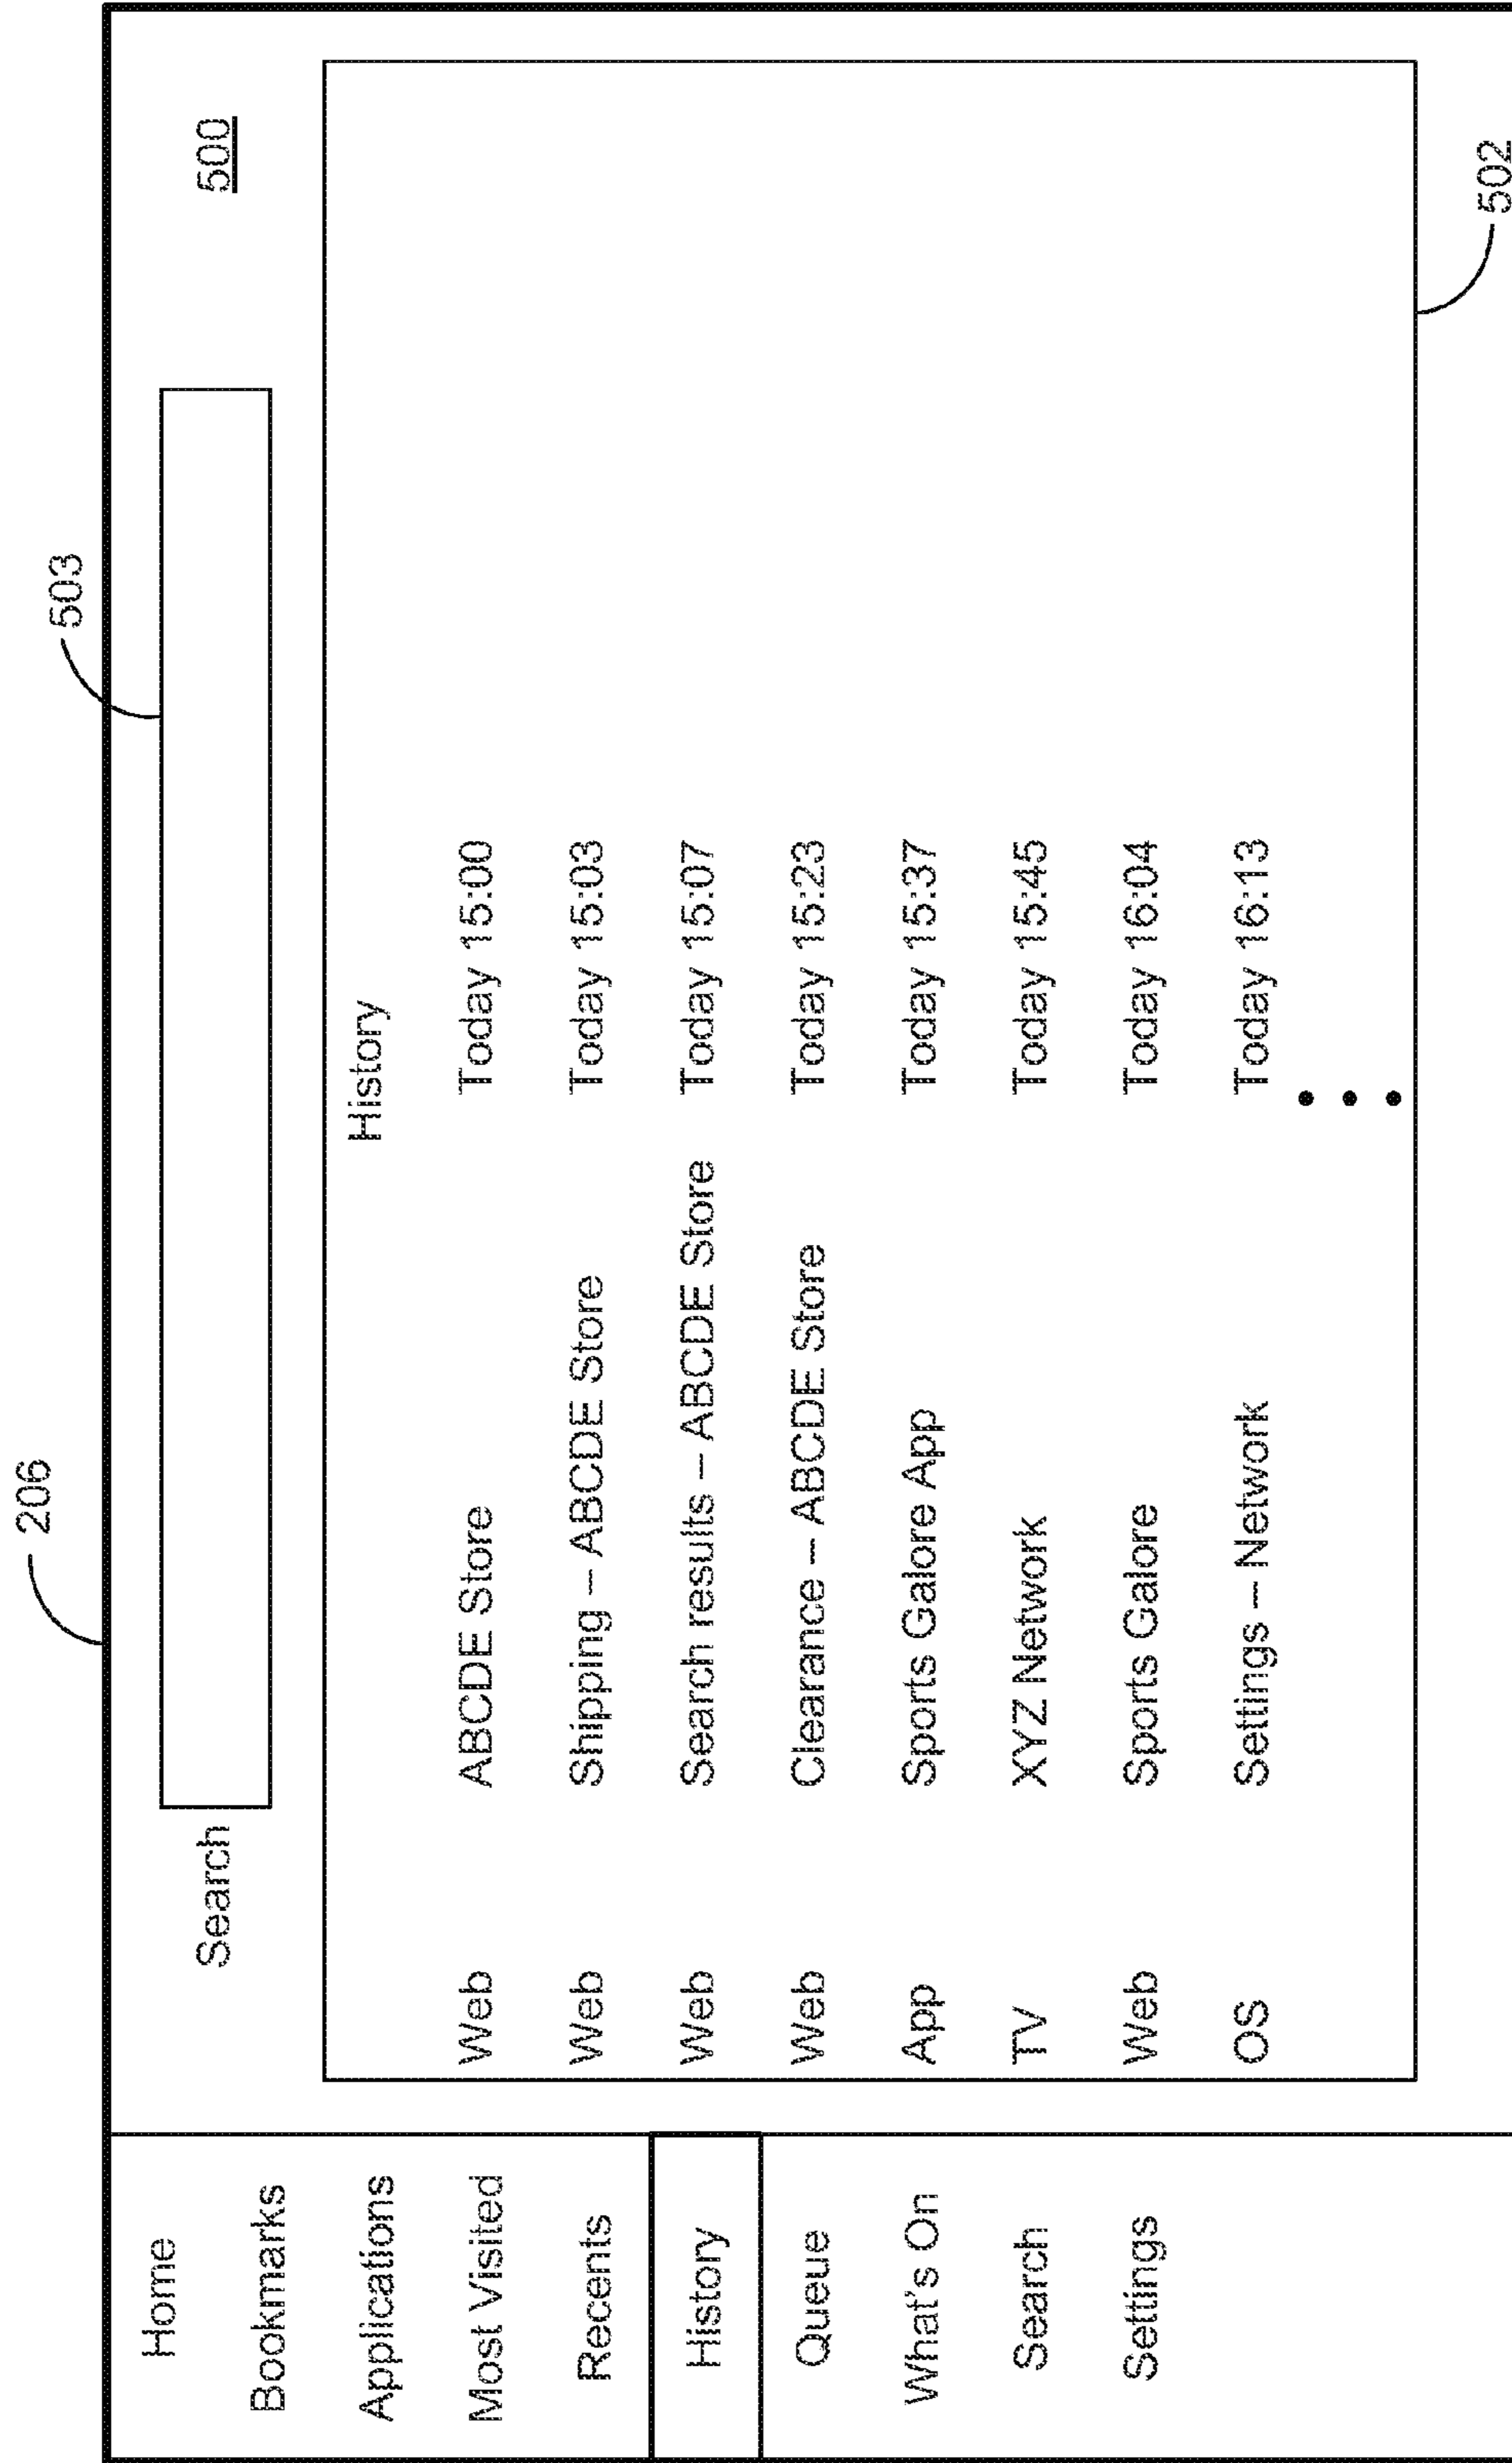 206
503
500
Search
Home
Bookmarks
Applications
Most Visited
Recents
History
Queue
What's On
Search
Settings
History
Web ABCDE Store Today 15:00
Web Shipping – ABCDE Store Today 15:03
Web Search results – ABCDE Store Today 15:07
Web Clearance – ABCDE Store Today 15:23
App Sports Galore App Today 15:37
TV XYZ Network Today 15:45
Web Sports Galore Today 16:04
OS Settings – Network Today 16:13
502